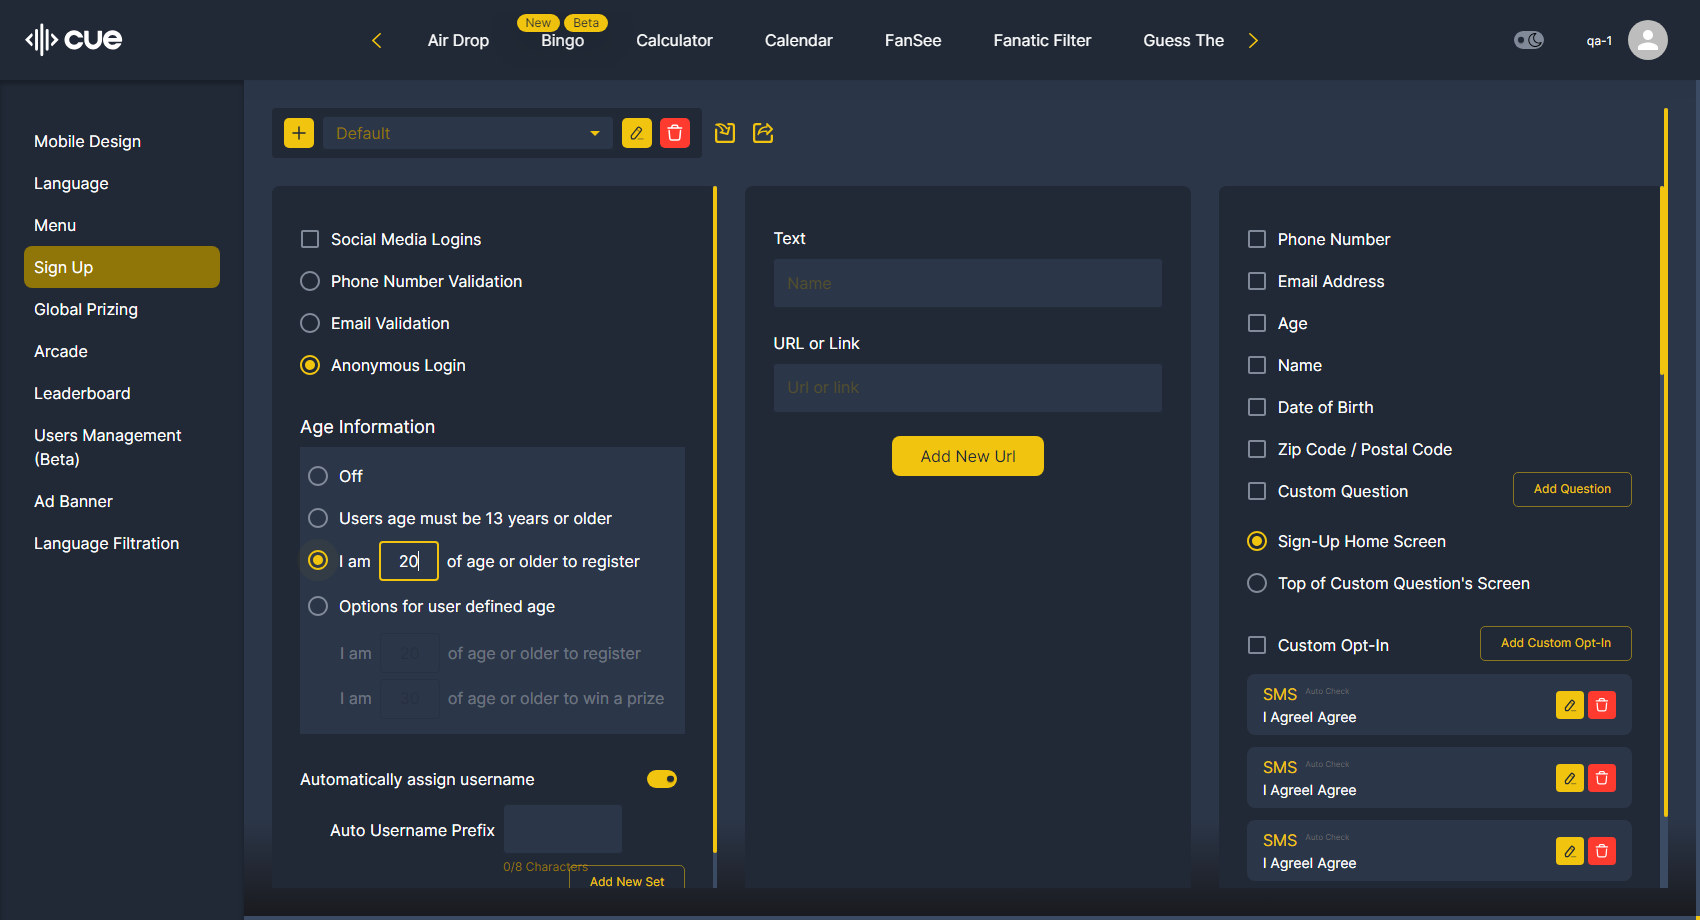 cue
Air Drop
New
Beta
Bingo
Calculator
Calendar
FanSee
Fanatic Filter
Guess The
qa-1
Mobile Design
Language
Menu
Sign Up
Global Prizing
Arcade
Leaderboard
Users Management
(Beta)
Ad Banner
Language Filtration
Default
Social Media Logins
Phone Number Validation
Email Validation
Anonymous Login
Age Information
Off
Users age must be 13 years or older
I am 20 of age or older to register
Options for user defined age
I am 20 of age or older to register
I am 30 of age or older to win a prize
Automatically assign username
Auto Username Prefix
0/8 Characters
Add New Set
Text
Name
URL or Link
Url or link
Add New Url
Phone Number
Email Address
Age
Name
Date of Birth
Zip Code / Postal Code
Custom Question
Add Question
Sign-Up Home Screen
Top of Custom Question's Screen
Custom Opt-In
Add Custom Opt-In
SMS Auto Check
I AgreeI Agree
SMS Auto Check
I AgreeI Agree
SMS Auto Check
I AgreeI Agree